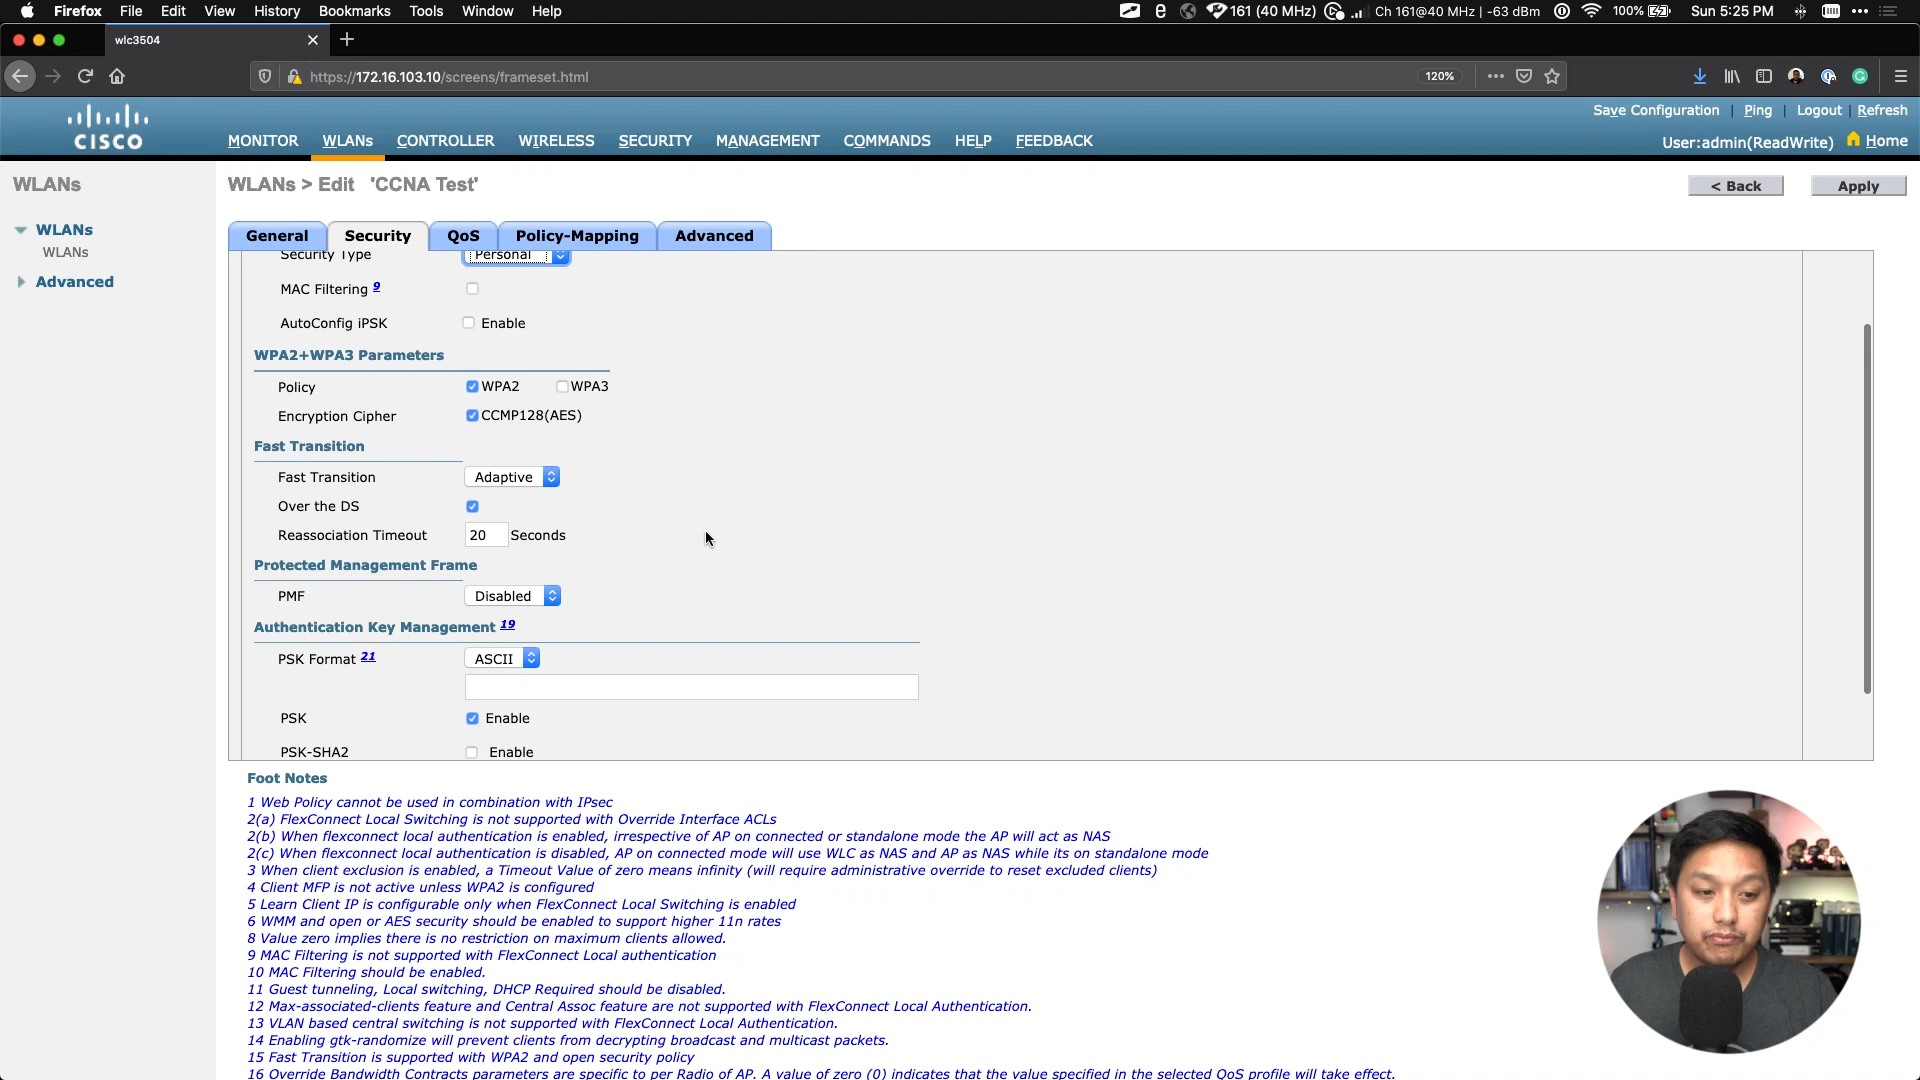 Firefox File Edit View History Bookmarks Tools Window Help 161 (40 MHz) Ch 161@40 MHz | -63 dBm 100% Sun 5:25 PM
wlc3504
https://172.16.103.10/screens/frameset.html 120%
Save Configuration | Ping | Logout | Refresh
CISCO MONITOR WLANs CONTROLLER WIRELESS SECURITY MANAGEMENT COMMANDS HELP FEEDBACK User:admin(ReadWrite) Home
WLANs
WLANs
WLANs
Advanced
WLANs > Edit 'CCNA Test' < Back Apply
General Security QoS Policy-Mapping Advanced
Security Type Personal
MAC Filtering 9
AutoConfig iPSK Enable
WPA2+WPA3 Parameters
Policy WPA2 WPA3
Encryption Cipher CCMP128(AES)
Fast Transition
Fast Transition Adaptive
Over the DS
Reassociation Timeout 20 Seconds
Protected Management Frame
PMF Disabled
Authentication Key Management 19
PSK Format 21 ASCII
PSK Enable
PSK-SHA2 Enable
Foot Notes
1 Web Policy cannot be used in combination with IPsec
2(a) FlexConnect Local Switching is not supported with Override Interface ACLs
2(b) When flexconnect local authentication is enabled, irrespective of AP on connected or standalone mode the AP will act as NAS
2(c) When flexconnect local authentication is disabled, AP on connected mode will use WLC as NAS and AP as NAS while its on standalone mode
3 When client exclusion is enabled, a Timeout Value of zero means infinity (will require administrative override to reset excluded clients)
4 Client MFP is not active unless WPA2 is configured
5 Learn Client IP is configurable only when FlexConnect Local Switching is enabled
6 WMM and open or AES security should be enabled to support higher 11n rates
8 Value zero implies there is no restriction on maximum clients allowed.
9 MAC Filtering is not supported with FlexConnect Local authentication
10 MAC Filtering should be enabled.
11 Guest tunneling, Local switching, DHCP Required should be disabled.
12 Max-associated-clients feature and Central Assoc feature are not supported with FlexConnect Local Authentication.
13 VLAN based central switching is not supported with FlexConnect Local Authentication.
14 Enabling gtk-randomize will prevent clients from decrypting broadcast and multicast packets.
15 Fast Transition is supported with WPA2 and open security policy
16 Override Bandwidth Contracts parameters are specific to per Radio of AP. A value of zero (0) indicates that the value specified in the selected QoS profile will take effect.